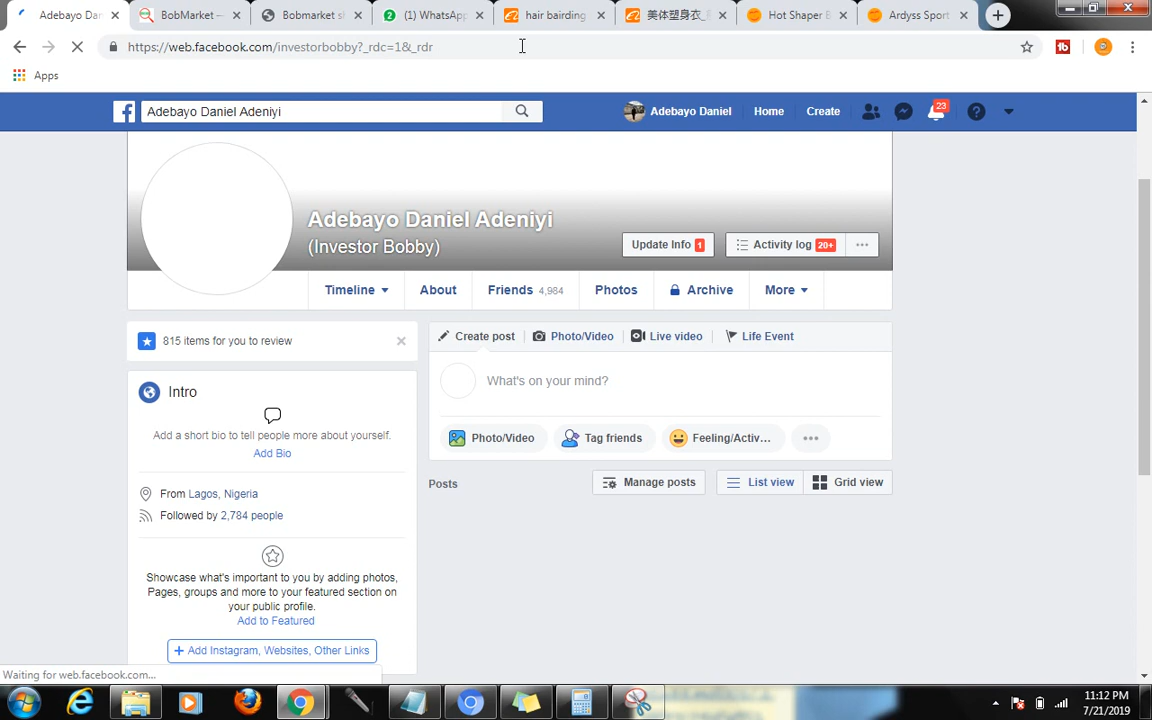 Adebayo Dan
BobMarket –
Bobmarket s
(1) WhatsApp
hair bairding
美体塑身衣_
Hot Shaper B
Ardyss Sport
https://web.facebook.com/investorbobby?_rdc=1&_rdr
Apps
Adebayo Daniel Adeniyi
Adebayo Daniel
Home
Create
23
Adebayo Daniel Adeniyi
(Investor Bobby)
Update Info 1
Activity log 20+
Timeline
About
Friends 4,984
Photos
Archive
More
815 items for you to review
Create post
Photo/Video
Live video
Life Event
What's on your mind?
Intro
Add a short bio to tell people more about yourself.
Add Bio
Photo/Video
Tag friends
Feeling/Activ...
Posts
Manage posts
List view
Grid view
From Lagos, Nigeria
Followed by 2,784 people
Showcase what's important to you by adding photos,
Pages, groups and more to your featured section on
your public profile.
Add to Featured
+ Add Instagram, Websites, Other Links
Waiting for web.facebook.com...
11:12 PM
7/21/2019